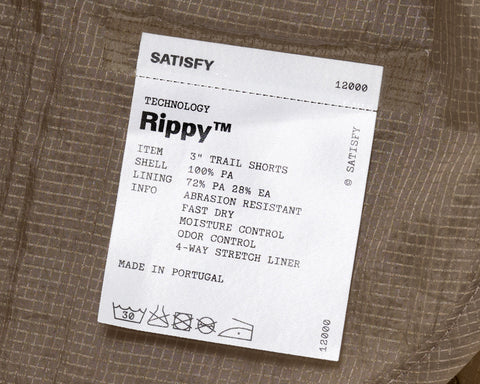 SATISFY
12000
TECHNOLOGY
Rippy™
ITEM 3" TRAIL SHORTS
SHELL 100% PA
LINING 72% PA 28% EA
INFO ABRASION RESISTANT
FAST DRY
MOISTURE CONTROL
ODOR CONTROL
4-WAY STRETCH LINER
MADE IN PORTUGAL
30
© SATISFY
12000